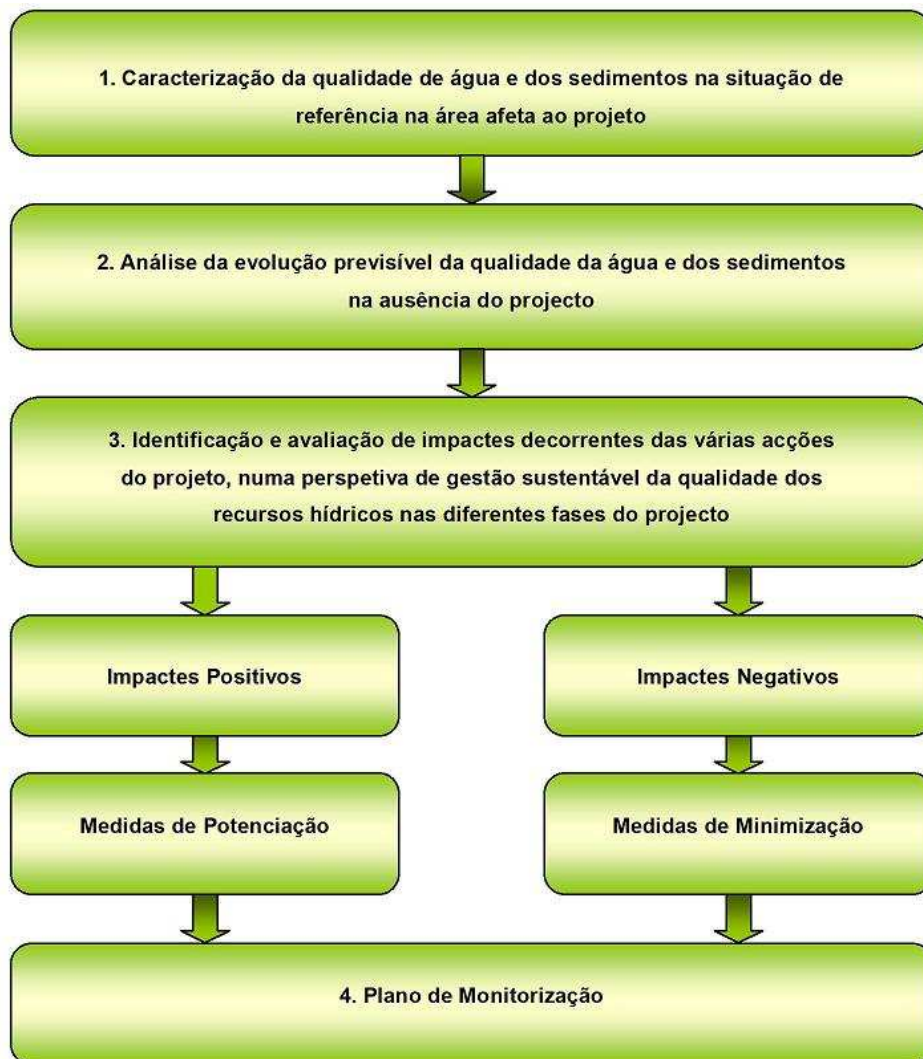 1. Caracterização da qualidade de água e dos sedimentos na situação de
referência na área afeta ao projeto
2. Análise da evolução previsível da qualidade da água e dos sedimentos
na ausência do projecto
3. Identificação e avaliação de impactes decorrentes das várias acções
do projeto, numa perspetiva de gestão sustentável da qualidade dos
recursos hídricos nas diferentes fases do projecto
Impactes Positivos
Impactes Negativos
Medidas de Potenciação
Medidas de Minimização
4. Plano de Monitorização